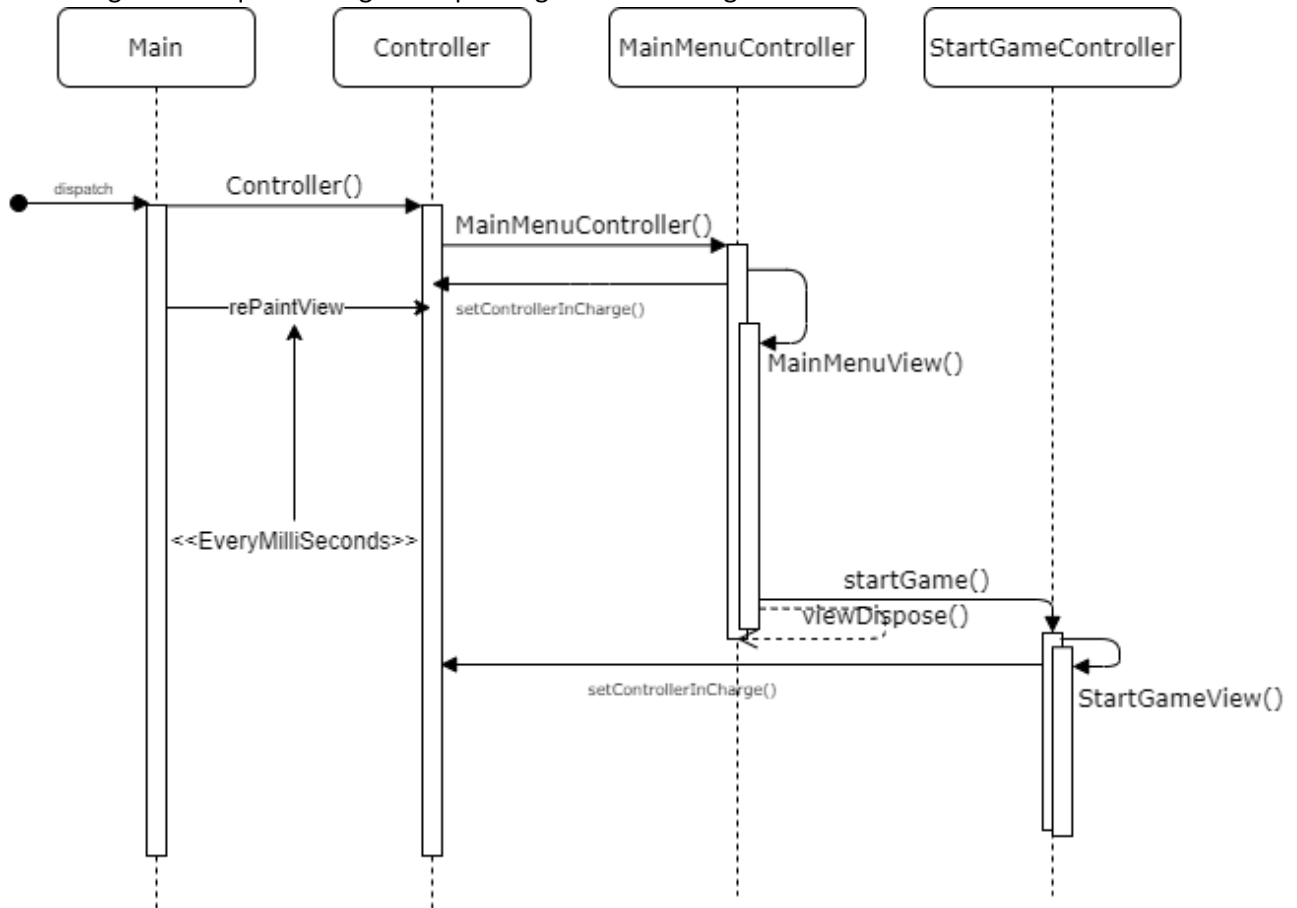 Main
Controller
MainMenuController
StartGameController
dispatch
Controller()
MainMenuController()
rePaintView
setControllerInCharge()
MainMenuView()
<<EveryMilliSeconds>>
startGame()
viewDispose()
setControllerInCharge()
StartGameView()